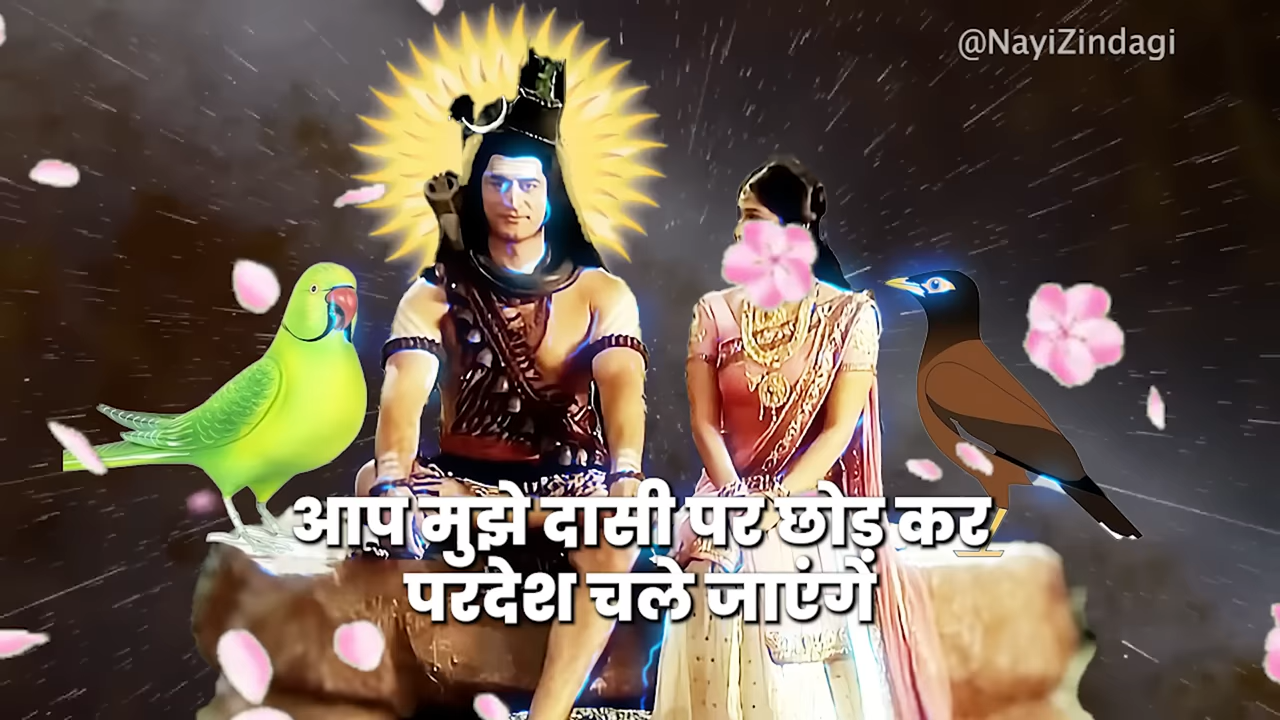 @NayiZindagi
आप मुझे दासी पर छोड़ कर
परदेश चले जाएंगें